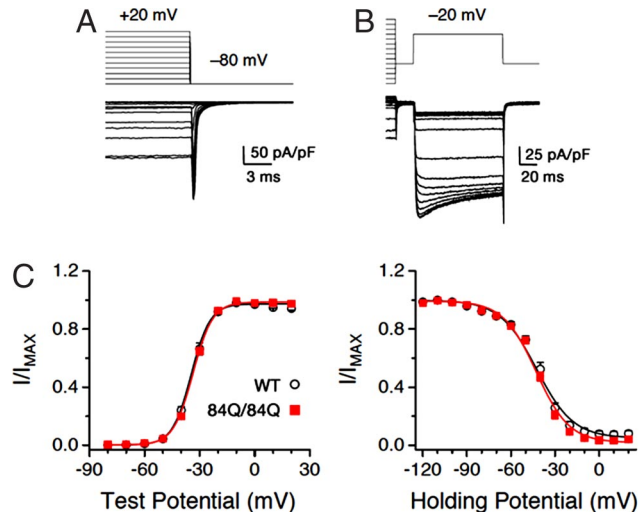 A
+20 mV
−80 mV
50 pA/pF
3 ms
B
−20 mV
25 pA/pF
20 ms
C
I/IMAX
1.2
0.8
0.4
0.0
WT
84Q/84Q
-90 -60 -30 0 30
Test Potential (mV)
I/IMAX
1.2
0.8
0.4
0.0
-120 -90 -60 -30 0
Holding Potential (mV)